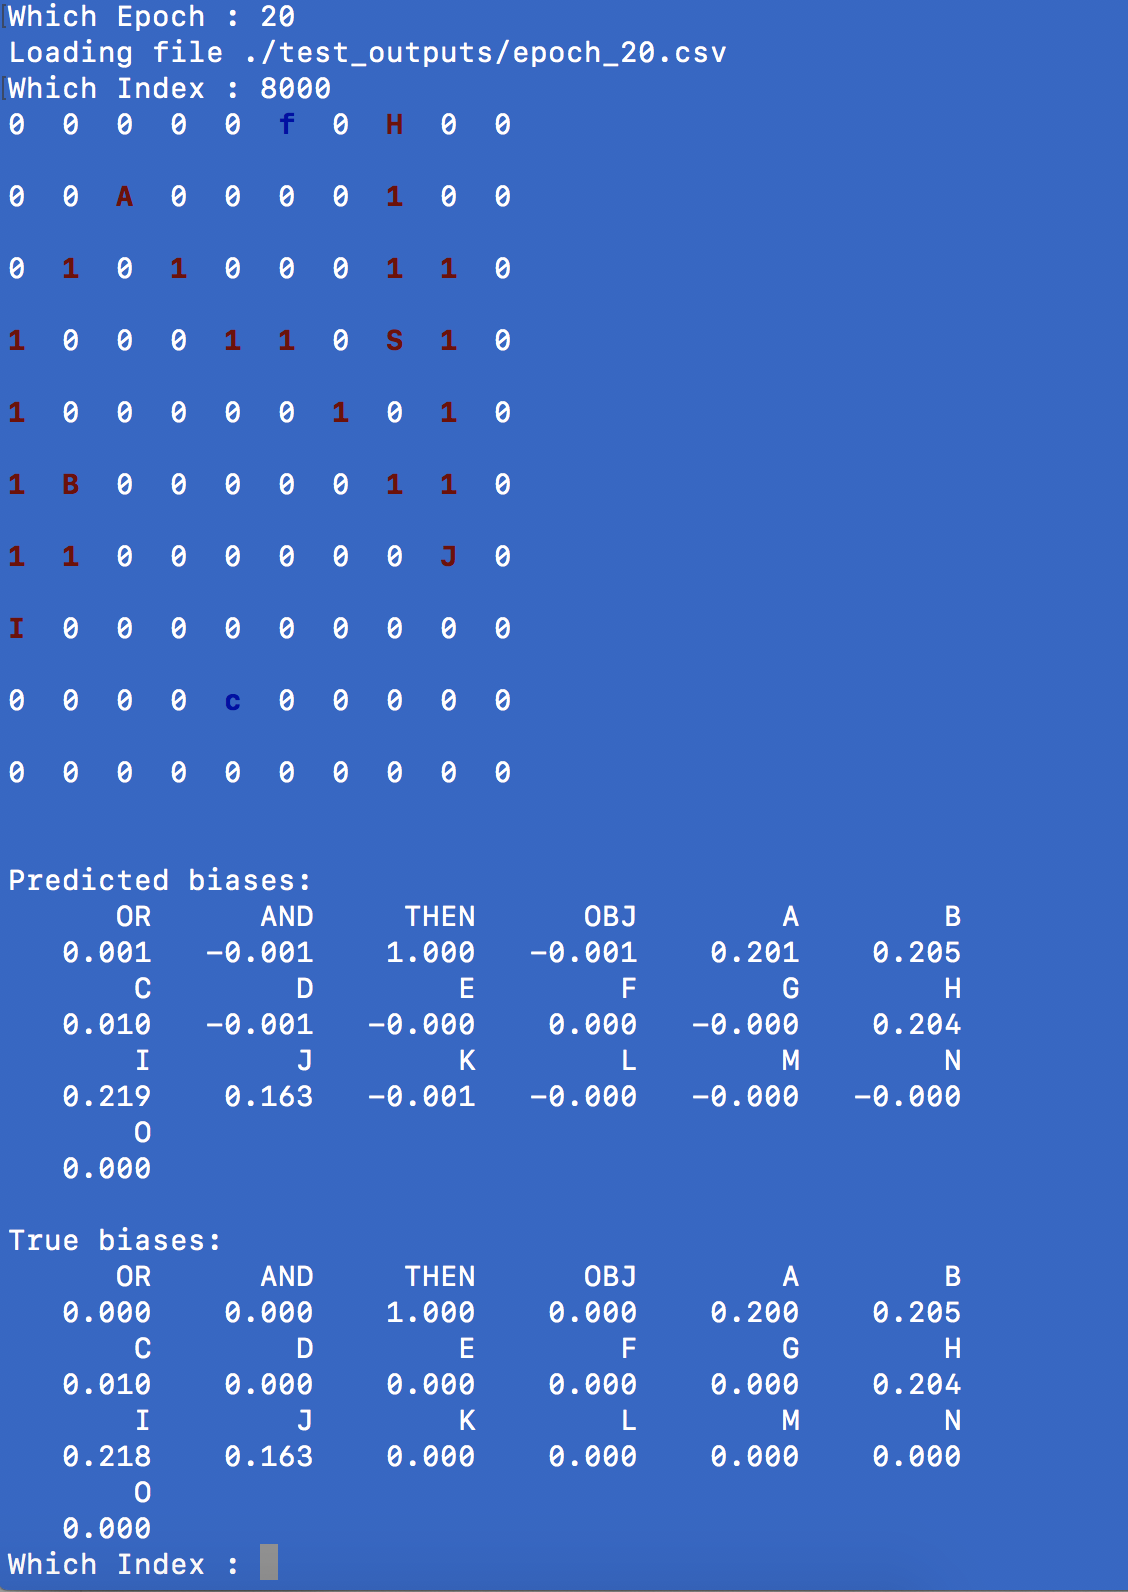 Which Epoch : 20
Loading file ./test_outputs/epoch_20.csv
Which Index : 8000
0 0 0 0 0 f 0 H 0 0
0 0 A 0 0 0 0 1 0 0
0 1 0 1 0 0 0 1 1 0
1 0 0 0 1 1 0 S 1 0
1 0 0 0 0 0 1 0 1 0
1 B 0 0 0 0 0 1 1 0
1 1 0 0 0 0 0 0 J 0
I 0 0 0 0 0 0 0 0 0
0 0 0 0 c 0 0 0 0 0
0 0 0 0 0 0 0 0 0 0
Predicted biases:
OR AND THEN OBJ A B
0.001 -0.001 1.000 -0.001 0.201 0.205
C D E F G H
0.010 -0.001 -0.000 0.000 -0.000 0.204
I J K L M N
0.219 0.163 -0.001 -0.000 -0.000 -0.000
O
0.000
True biases:
OR AND THEN OBJ A B
0.000 0.000 1.000 0.000 0.200 0.205
C D E F G H
0.010 0.000 0.000 0.000 0.000 0.204
I J K L M N
0.218 0.163 0.000 0.000 0.000 0.000
O
0.000
Which Index :